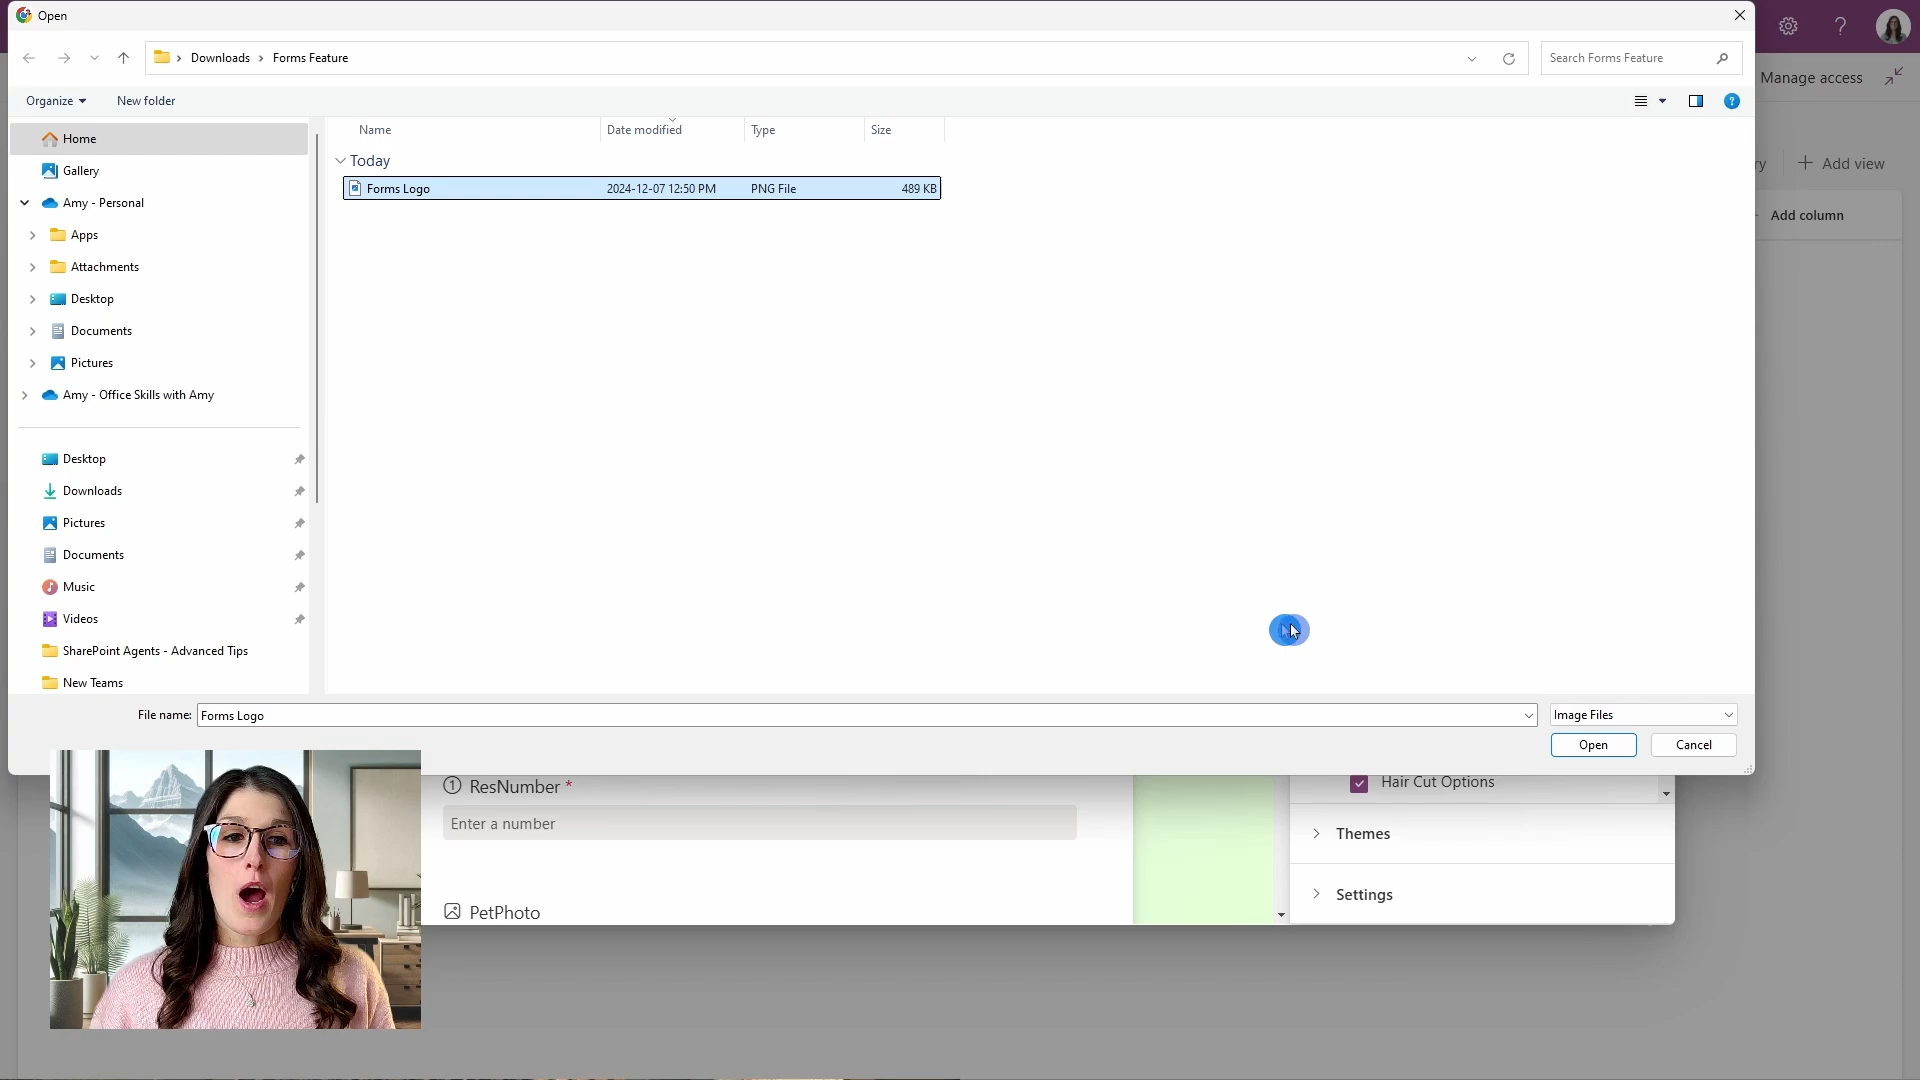 Open
Downloads
Forms Feature
Search Forms Feature
Manage access
Organize
New folder
Name
Date modified
Type
Size
Home
Today
Add view
Gallery
Forms Logo
2024-12-07 12:50 PM
PNG File
489 KB
Amy - Personal
Add column
Apps
Attachments
Desktop
Documents
Pictures
Amy - Office Skills with Amy
Desktop
Downloads
Pictures
Documents
Music
Videos
SharePoint Agents - Advanced Tips
New Teams
File name:
Forms Logo
Image Files
Open
Cancel
1 ResNumber *
Hair Cut Options
Enter a number
Themes
Settings
PetPhoto